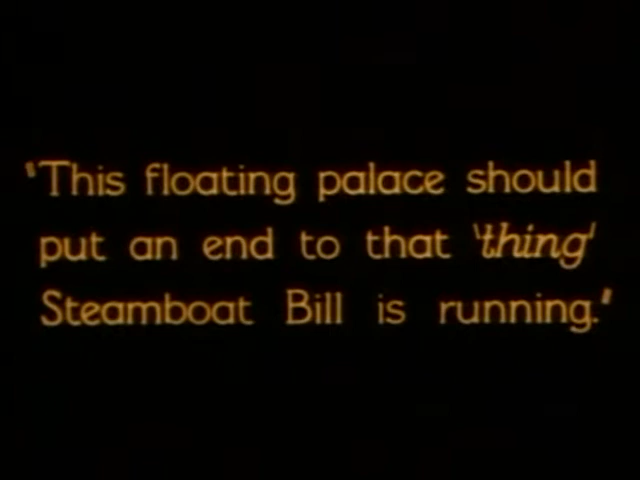 "This floating palace should
put an end to that 'thing'
Steamboat Bill is running."